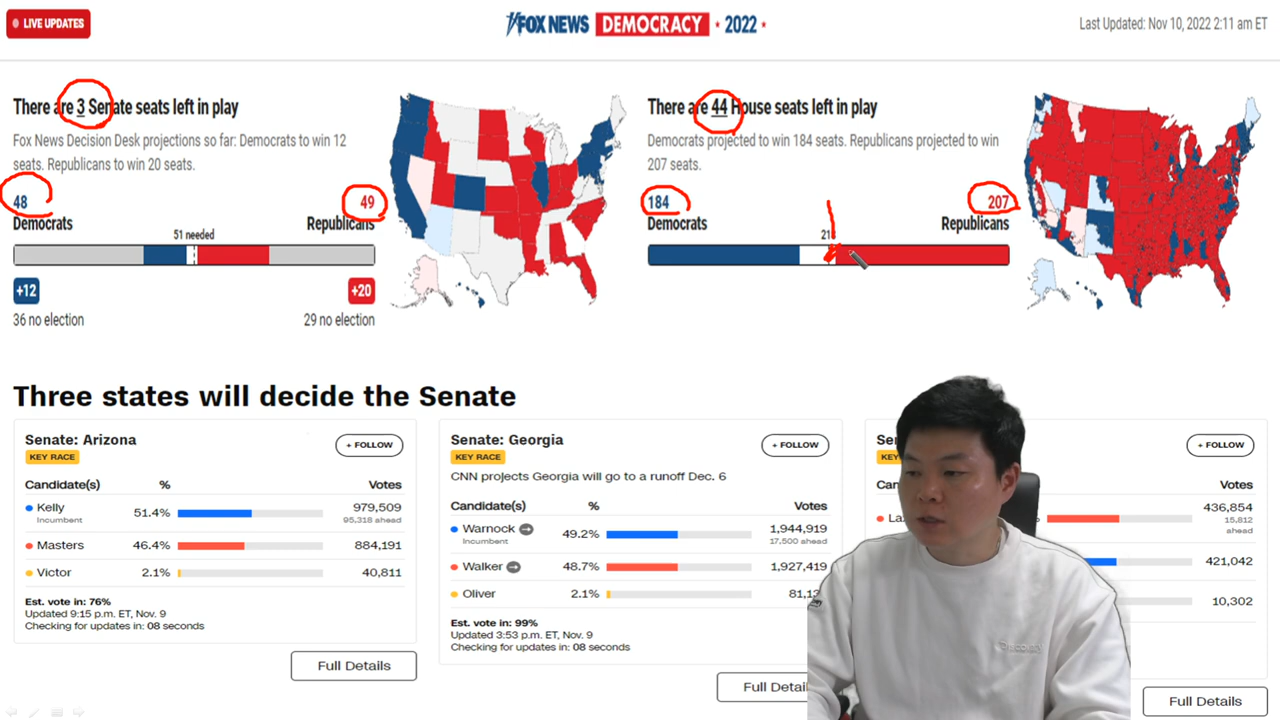 LIVE UPDATES
FOX NEWS DEMOCRACY 2022
Last Updated: Nov 10, 2022 2:11 am ET
There are 3 Senate seats left in play
Fox News Decision Desk projections so far: Democrats to win 12
seats. Republicans to win 20 seats.
48
49
Democrats
Republicans
51 needed
+12
+20
36 no election
29 no election
There are 44 House seats left in play
Democrats projected to win 184 seats. Republicans projected to win
207 seats.
184
207
Democrats
Republicans
Three states will decide the Senate
Senate: Arizona
+ FOLLOW
KEY RACE
Candidate(s) % Votes
Kelly 51.4% 979,509
Incumbent 95,318 ahead
Masters 46.4% 884,191
Victor 2.1% 40,811
Est. vote in: 76%
Updated 9:15 p.m. ET, Nov. 9
Checking for updates in: 08 seconds
Full Details
Senate: Georgia
+ FOLLOW
KEY RACE
CNN projects Georgia will go to a runoff Dec. 6
Candidate(s) % Votes
Warnock 49.2% 1,944,919
Incumbent 17,500 ahead
Walker 48.7% 1,927,419
Oliver 2.1%
Est. vote in: 99%
Updated 3:53 p.m. ET, Nov. 9
Checking for updates in: 08 seconds
Full
+ FOLLOW
Votes
436,854
15,812
ahead
421,042
10,302
Full Details